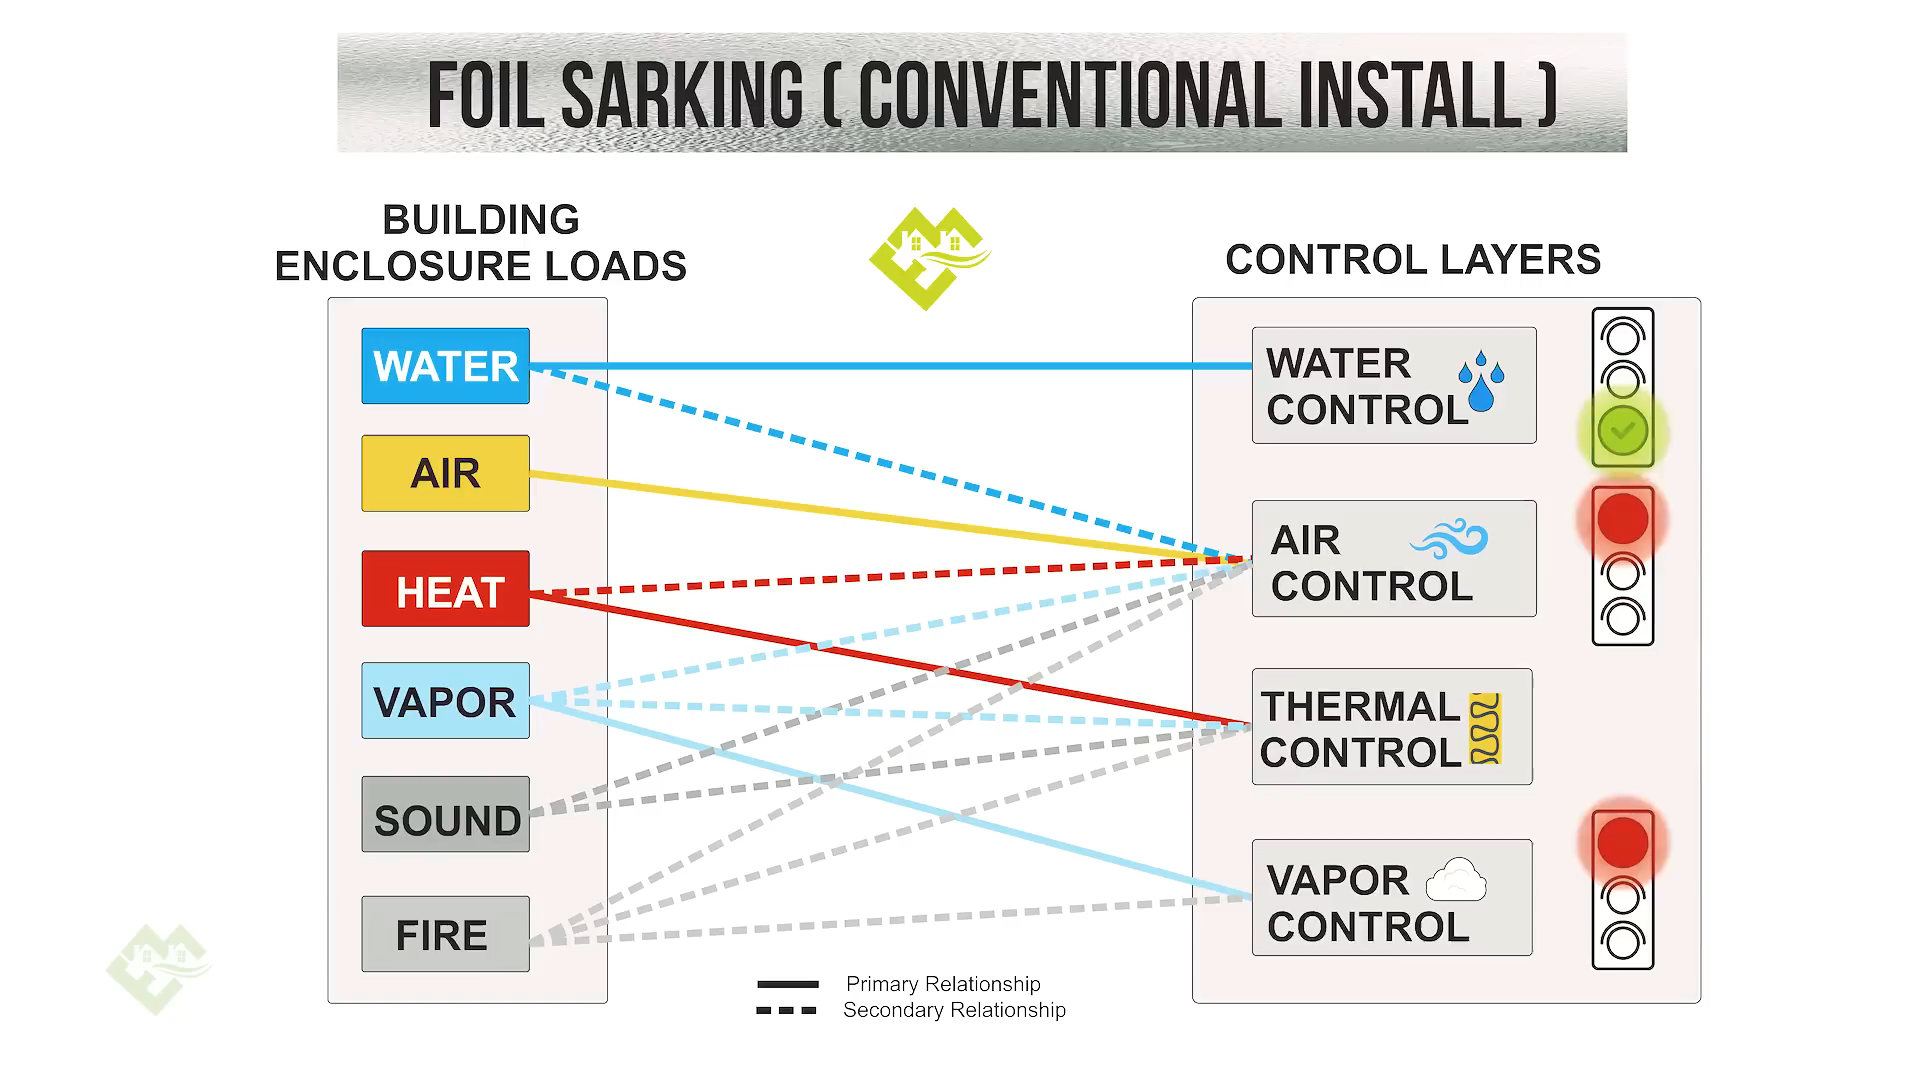 FOIL SARKING ( CONVENTIONAL INSTALL )
BUILDING
ENCLOSURE LOADS
CONTROL LAYERS
WATER
AIR
HEAT
VAPOR
SOUND
FIRE
WATER
CONTROL
AIR
CONTROL
THERMAL
CONTROL
VAPOR
CONTROL
Primary Relationship
Secondary Relationship